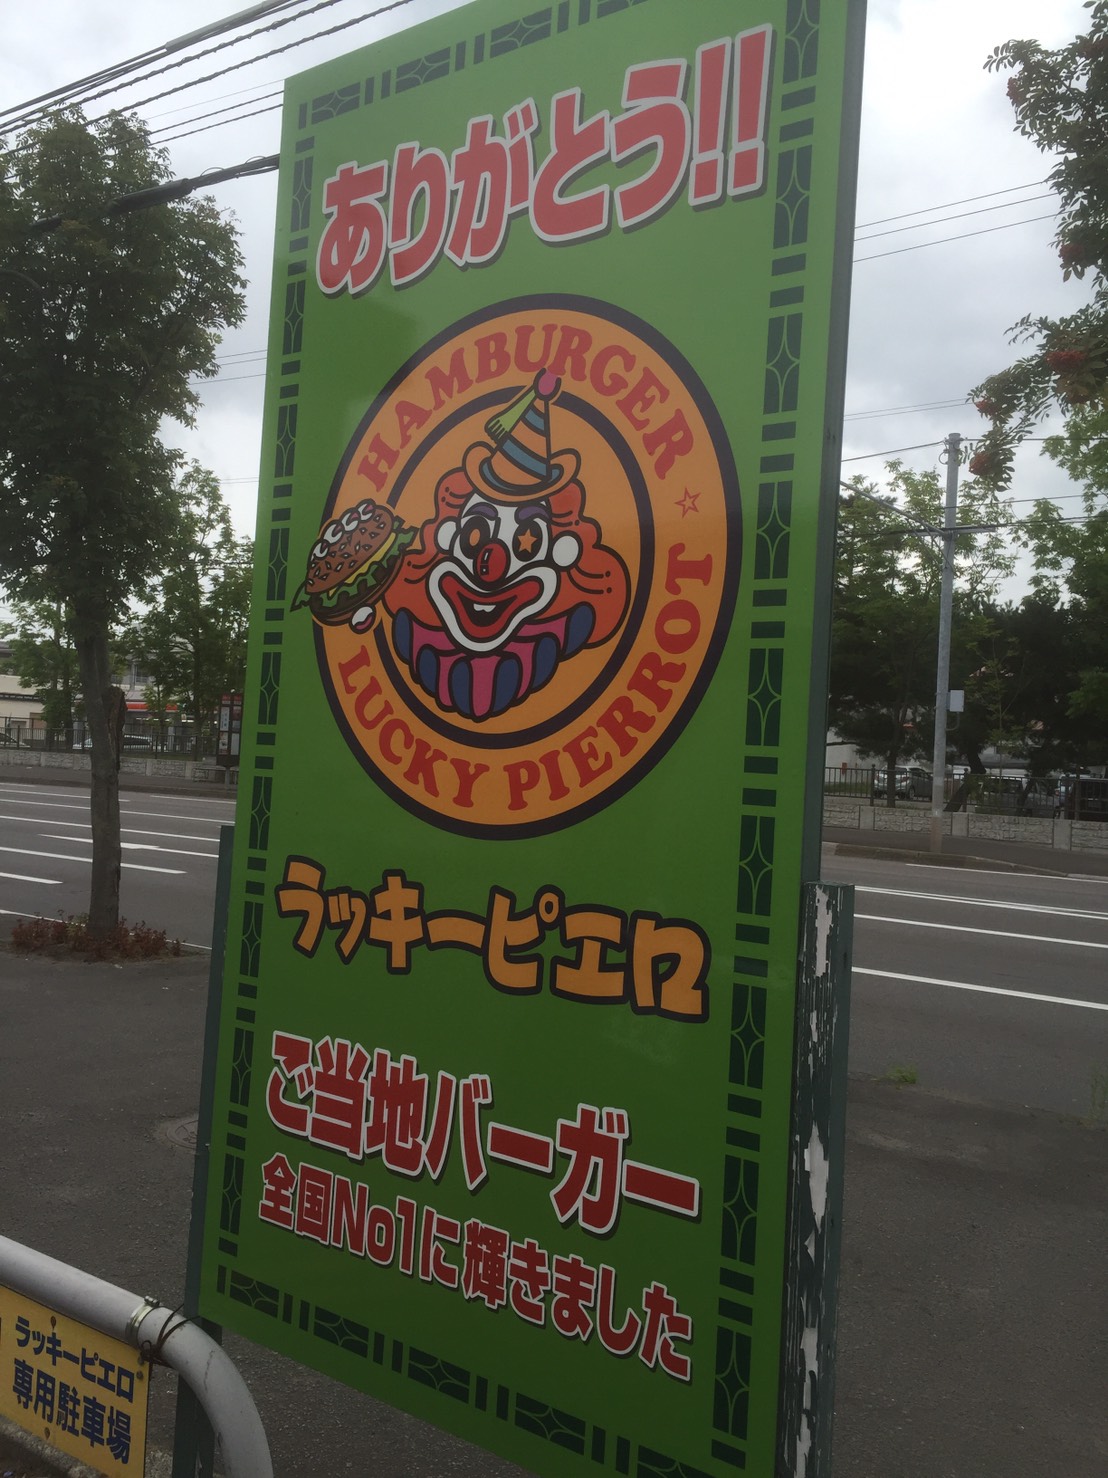 ありがとう!!
HAMBURGER
LUCKY PIERROT
ラッキーピエロ
ご当地バーガー
全国No1に輝きました
ラッキーピエロ
専用駐車場